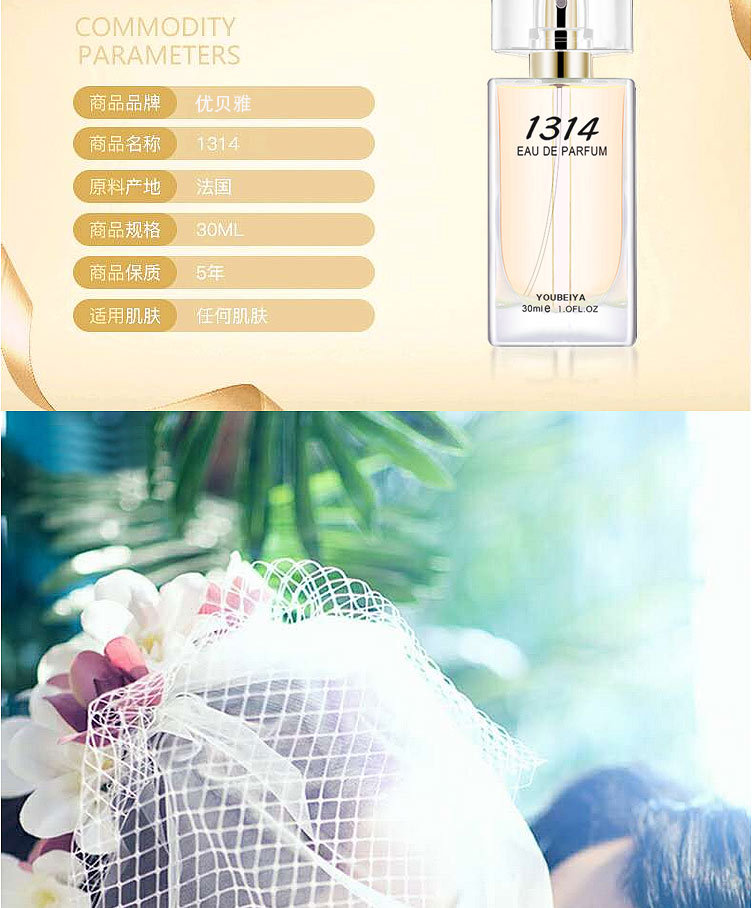 COMMODITY
PARAMETERS
商品品牌 优贝雅
商品名称 1314
原料产地 法国
商品规格 30ML
商品保质 5年
适用肌肤 任何肌肤
1314
EAU DE PARFUM
YOUBEIYA
30mle 1.0FL.OZ